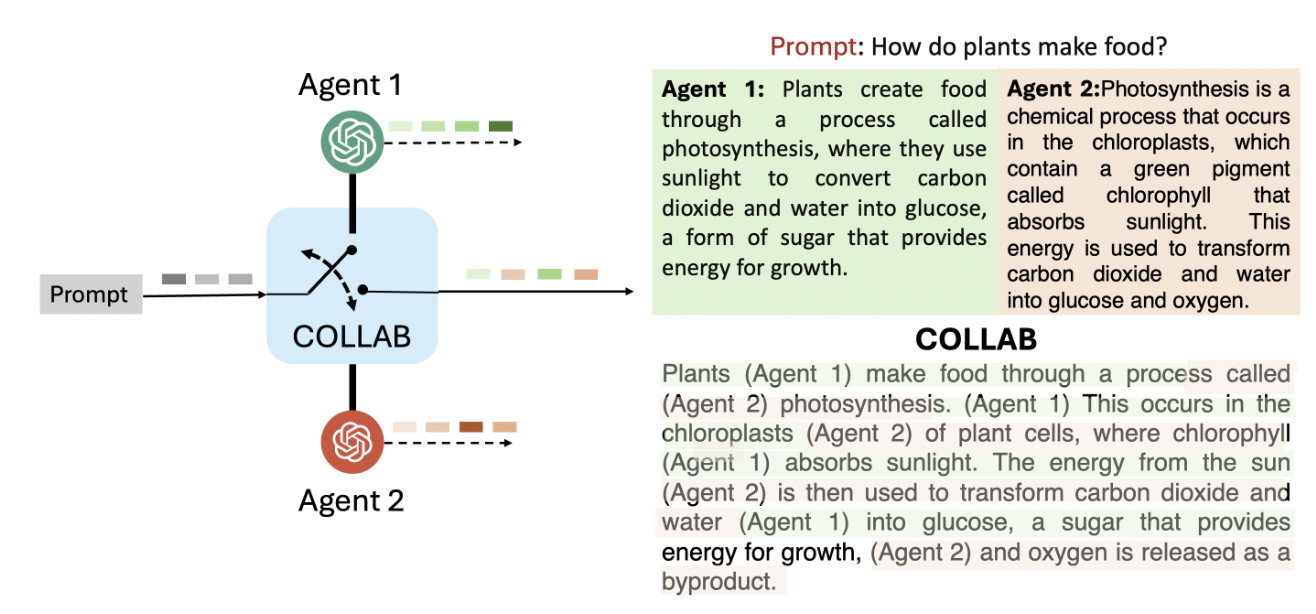 Agent 1
Prompt
COLLAB
Agent 2
Prompt: How do plants make food?
Agent 1: Plants create food
through a process called
photosynthesis, where they use
sunlight to convert carbon
dioxide and water into glucose,
a form of sugar that provides
energy for growth.
Agent 2:Photosynthesis is a
chemical process that occurs
in the chloroplasts, which
contain a green pigment
called chlorophyll that
absorbs sunlight. This
energy is used to transform
carbon dioxide and water
into glucose and oxygen.
COLLAB
Plants (Agent 1) make food through a process called
(Agent 2) photosynthesis. (Agent 1) This occurs in the
chloroplasts (Agent 2) of plant cells, where chlorophyll
(Agent 1) absorbs sunlight. The energy from the sun
(Agent 2) is then used to transform carbon dioxide and
water (Agent 1) into glucose, a sugar that provides
energy for growth, (Agent 2) and oxygen is released as a
byproduct.